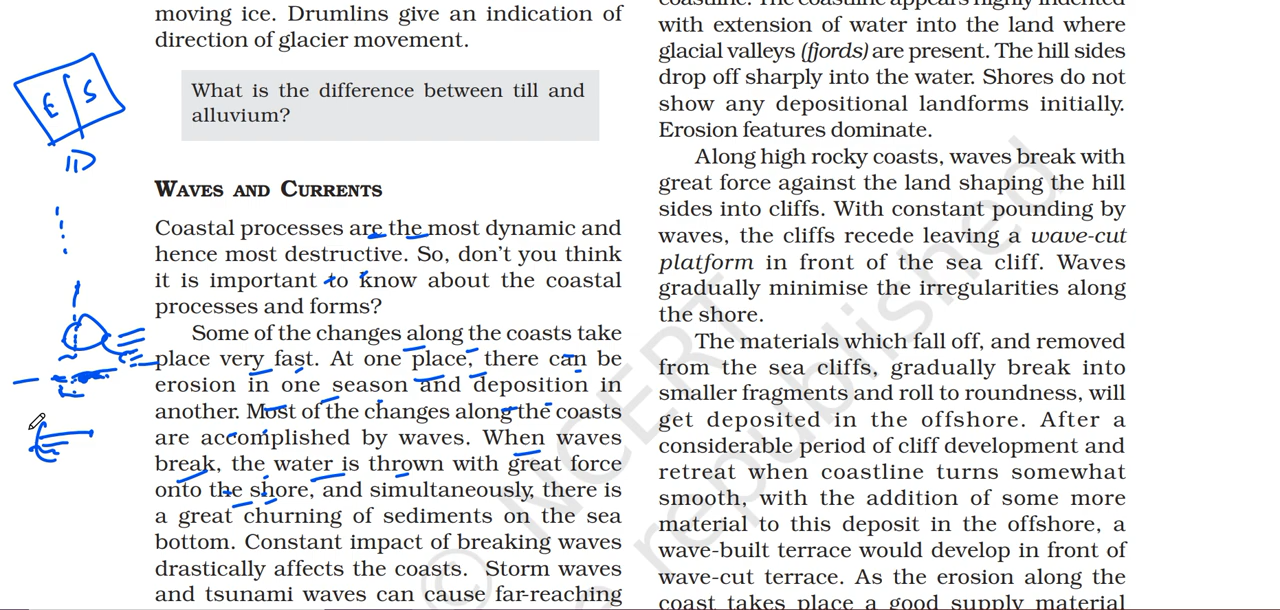 moving ice. Drumlins give an indication of
direction of glacier movement.
What is the difference between till and
alluvium?
WAVES AND CURRENTS
Coastal processes are the most dynamic and
hence most destructive. So, don't you think
it is important to know about the coastal
processes and forms?
Some of the changes along the coasts take
place very fast. At one place, there can be
erosion in one season and deposition in
another. Most of the changes along the coasts
are accomplished by waves. When waves
break, the water is thrown with great force
onto the shore, and simultaneously, there is
a great churning of sediments on the sea
bottom. Constant impact of breaking waves
drastically affects the coasts. Storm waves
and tsunami waves can cause far-reaching
coastline. The coastline appears highly indented
with extension of water into the land where
glacial valleys (fjords) are present. The hill sides
drop off sharply into the water. Shores do not
show any depositional landforms initially.
Erosion features dominate.
Along high rocky coasts, waves break with
great force against the land shaping the hill
sides into cliffs. With constant pounding by
waves, the cliffs recede leaving a wave-cut
platform in front of the sea cliff. Waves
gradually minimise the irregularities along
the shore.
The materials which fall off, and removed
from the sea cliffs, gradually break into
smaller fragments and roll to roundness, will
get deposited in the offshore. After a
considerable period of cliff development and
retreat when coastline turns somewhat
smooth, with the addition of some more
material to this deposit in the offshore, a
wave-built terrace would develop in front of
wave-cut terrace. As the erosion along the
coast takes place a good supply material
E S
© NCERT
republished